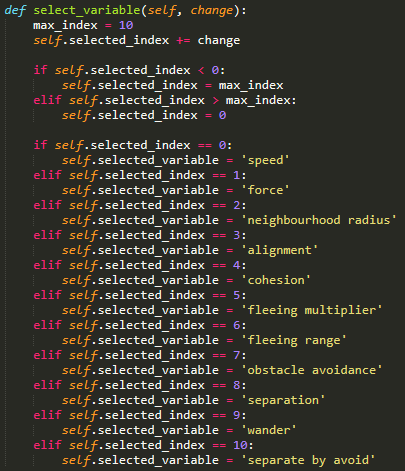 def select_variable(self, change):
    max_index = 10
    self.selected_index += change

    if self.selected_index < 0:
        self.selected_index = max_index
    elif self.selected_index > max_index:
        self.selected_index = 0

    if self.selected_index == 0:
        self.selected_variable = 'speed'
    elif self.selected_index == 1:
        self.selected_variable = 'force'
    elif self.selected_index == 2:
        self.selected_variable = 'neighbourhood radius'
    elif self.selected_index == 3:
        self.selected_variable = 'alignment'
    elif self.selected_index == 4:
        self.selected_variable = 'cohesion'
    elif self.selected_index == 5:
        self.selected_variable = 'fleeing multiplier'
    elif self.selected_index == 6:
        self.selected_variable = 'fleeing range'
    elif self.selected_index == 7:
        self.selected_variable = 'obstacle avoidance'
    elif self.selected_index == 8:
        self.selected_variable = 'separation'
    elif self.selected_index == 9:
        self.selected_variable = 'wander'
    elif self.selected_index == 10:
        self.selected_variable = 'separate by avoid'